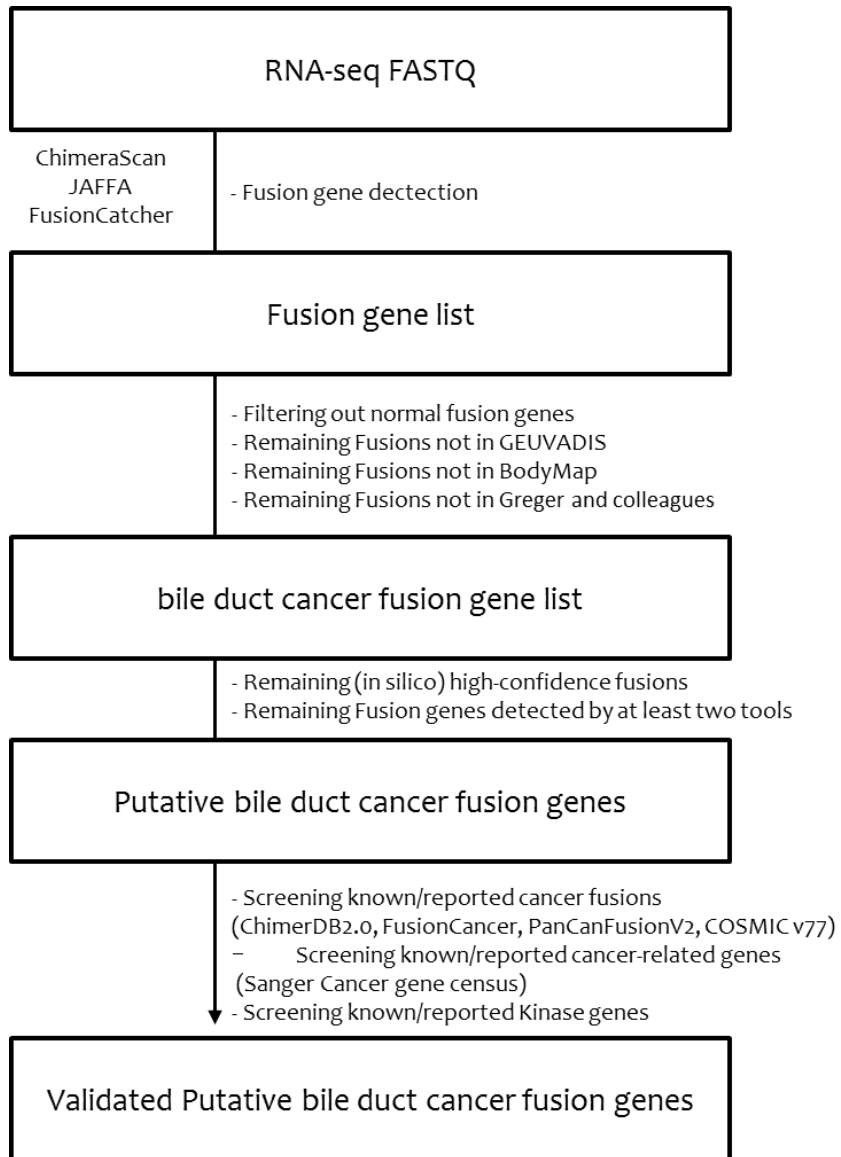 RNA-seq FASTQ
ChimeraScan
JAFFA
FusionCatcher
- Fusion gene dectection
Fusion gene list
- Filtering out normal fusion genes
- Remaining Fusions not in GEUVADIS
- Remaining Fusions not in BodyMap
- Remaining Fusions not in Greger and colleagues
bile duct cancer fusion gene list
- Remaining (in silico) high-confidence fusions
- Remaining Fusion genes detected by at least two tools
Putative bile duct cancer fusion genes
- Screening known/reported cancer fusions
(ChimerDB2.0, FusionCancer, PanCanFusionV2, COSMIC v77)
– Screening known/reported cancer-related genes
(Sanger Cancer gene census)
- Screening known/reported Kinase genes
Validated Putative bile duct cancer fusion genes